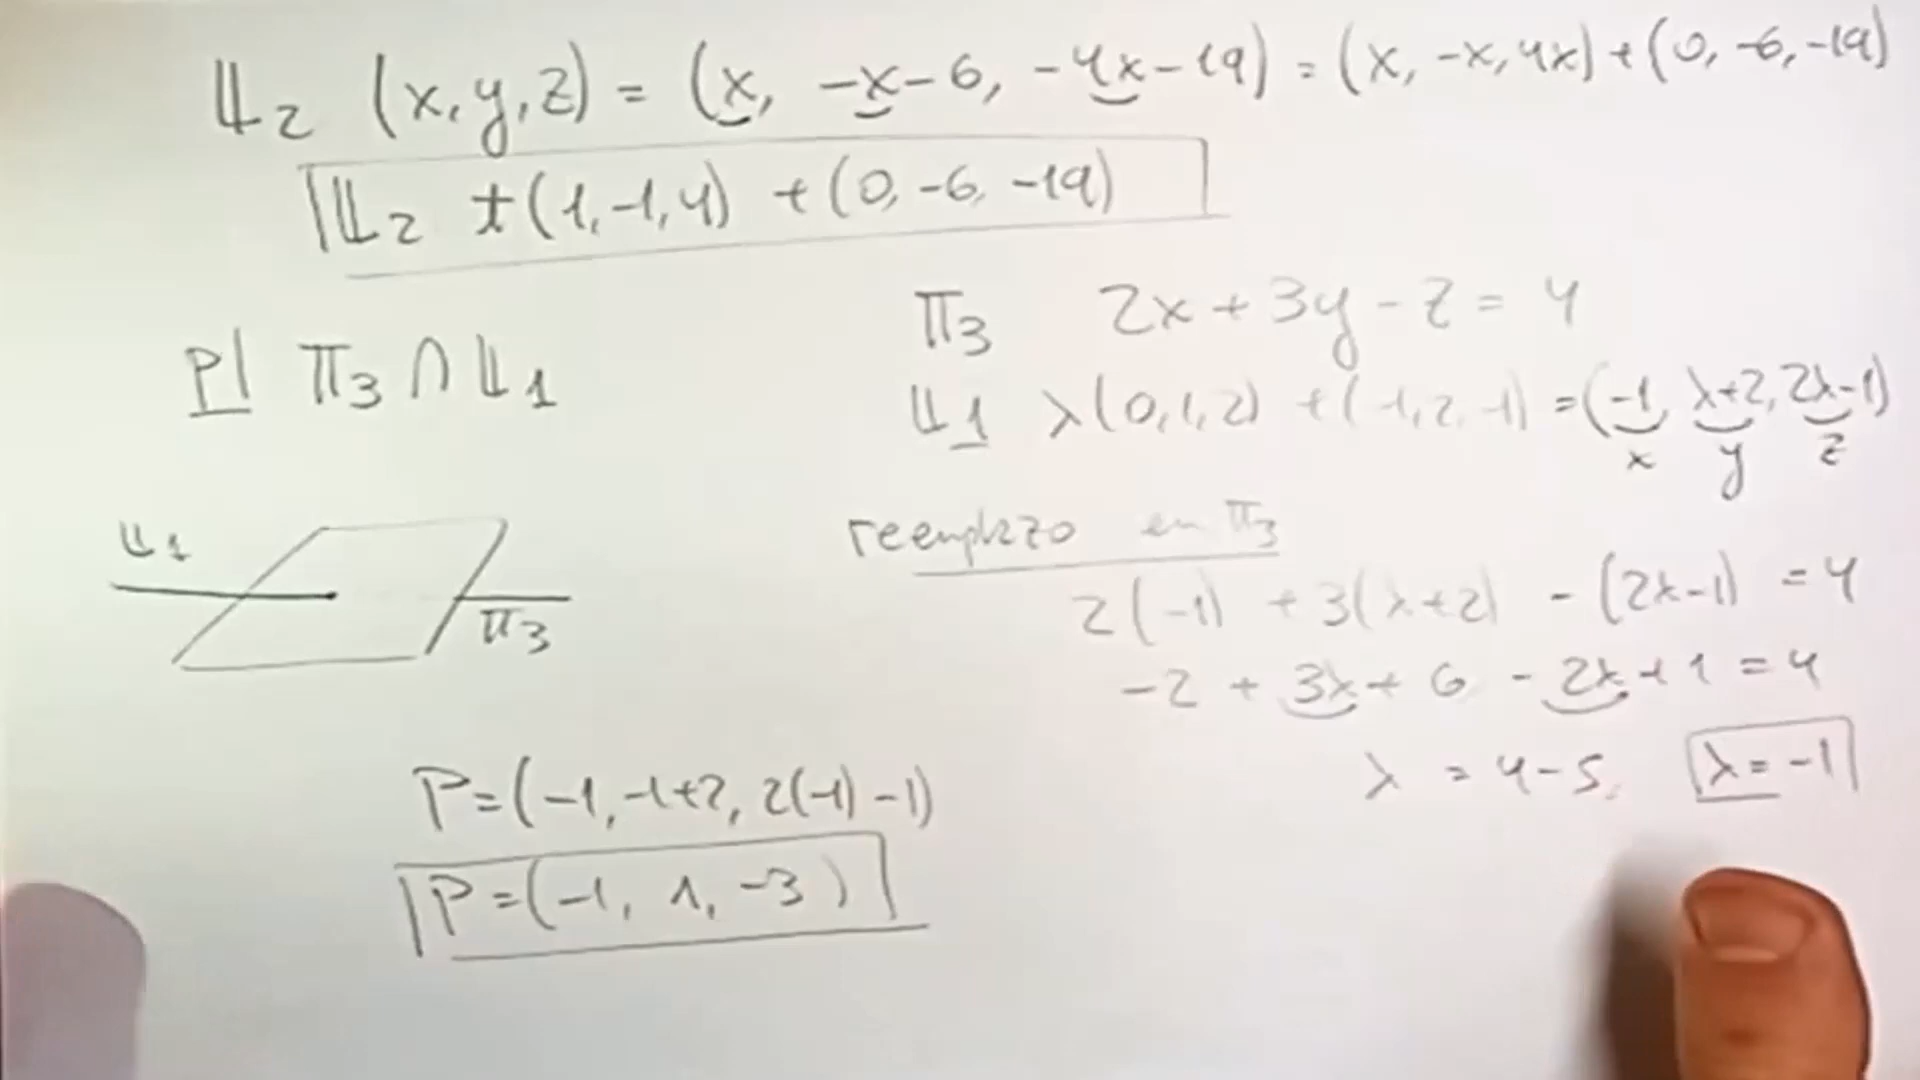 𝕃₂ (x, y, z) = (x, -x-6, -4x-19) = (x, -x, 4x) + (0, -6, -19)
𝕃₂ t(1, -1, 4) + (0, -6, -19)
P| Π₃ ∩ 𝕃₁
Π₃ 2x + 3y - z = 4
𝕃₁ λ(0, 1, 2) + (-1, 2, -1) = (-1, λ+2, 2λ-1)
x y z
𝕃₁
Π₃
reemplazo en Π₃
2(-1) + 3(λ+2) - (2λ-1) = 4
-2 + 3λ + 6 - 2λ + 1 = 4
λ = 4-5, λ = -1
P = (-1, -1+2, 2(-1) -1)
P = (-1, 1, -3)